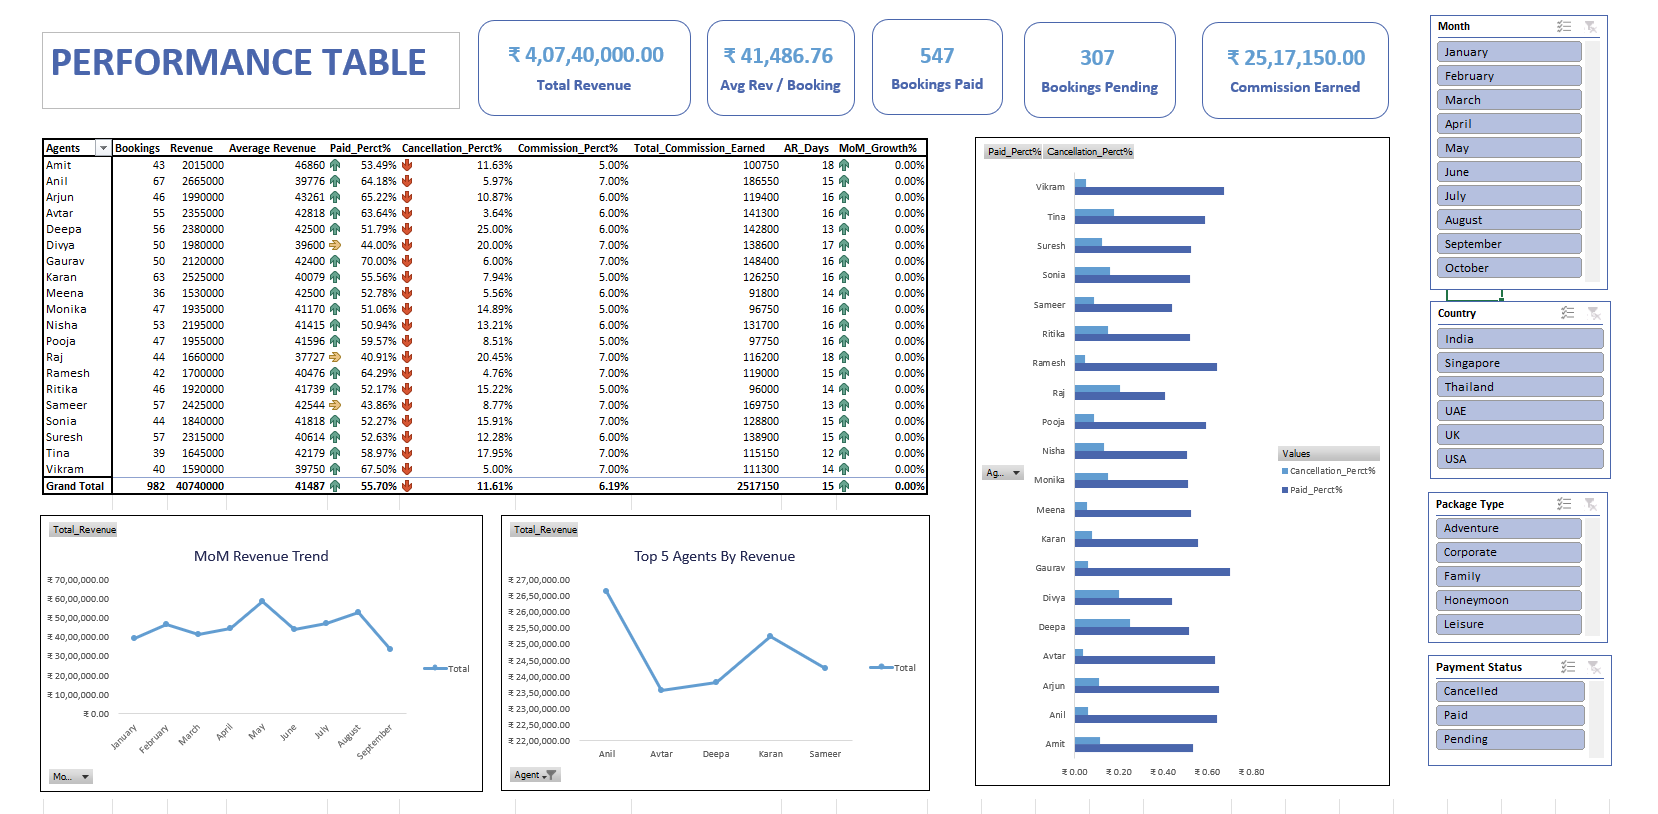 PERFORMANCE TABLE
₹ 4,07,40,000.00
Total Revenue
₹ 41,486.76
Avg Rev / Booking
547
Bookings Paid
307
Bookings Pending
₹ 25,17,150.00
Commission Earned
Agents Bookings Revenue Average Revenue Paid_Perct% Cancellation_Perct% Commission_Perct% Total_Commission_Earned AR_Days MoM_Growth%
Amit 43 2015000 46860 53.49% 11.63% 5.00% 100750 18 0.00%
Anil 67 2665000 39776 64.18% 5.97% 7.00% 186550 15 0.00%
Arjun 46 1990000 43261 65.22% 10.87% 6.00% 119400 16 0.00%
Avtar 55 2355000 42818 63.64% 3.64% 6.00% 141300 16 0.00%
Deepa 56 2380000 42500 51.79% 25.00% 6.00% 142800 13 0.00%
Divya 50 1980000 39600 44.00% 20.00% 7.00% 138600 17 0.00%
Gaurav 50 2120000 42400 70.00% 6.00% 7.00% 148400 16 0.00%
Karan 63 2525000 40079 55.56% 7.94% 5.00% 126250 16 0.00%
Meena 36 1530000 42500 52.78% 5.56% 6.00% 91800 14 0.00%
Monika 47 1935000 41170 51.06% 14.89% 5.00% 96750 16 0.00%
Nisha 53 2195000 41415 50.94% 13.21% 6.00% 131700 16 0.00%
Pooja 47 1955000 41596 59.57% 8.51% 5.00% 97750 16 0.00%
Raj 44 1660000 37727 40.91% 20.45% 7.00% 116200 18 0.00%
Ramesh 42 1700000 40476 64.29% 4.76% 7.00% 119000 15 0.00%
Ritika 46 1920000 41739 52.17% 15.22% 5.00% 96000 14 0.00%
Sameer 57 2425000 42544 43.86% 8.77% 7.00% 169750 13 0.00%
Sonia 44 1840000 41818 52.27% 15.91% 7.00% 128800 15 0.00%
Suresh 57 2315000 40614 52.63% 12.28% 6.00% 138900 15 0.00%
Tina 39 1645000 42179 58.97% 17.95% 7.00% 115150 12 0.00%
Vikram 40 1590000 39750 67.50% 5.00% 7.00% 111300 14 0.00%
Grand Total 982 40740000 41487 55.70% 11.61% 6.19% 2517150 15 0.00%
Total_Revenue
MoM Revenue Trend
₹ 70,00,000.00
₹ 60,00,000.00
₹ 50,00,000.00
₹ 40,00,000.00
₹ 30,00,000.00
₹ 20,00,000.00
₹ 10,00,000.00
₹ 0.00
January February March April May June July August September
Total
Mo...
Total_Revenue
Top 5 Agents By Revenue
₹ 27,00,000.00
₹ 26,50,000.00
₹ 26,00,000.00
₹ 25,50,000.00
₹ 25,00,000.00
₹ 24,50,000.00
₹ 24,00,000.00
₹ 23,50,000.00
₹ 23,00,000.00
₹ 22,50,000.00
₹ 22,00,000.00
Anil Avtar Deepa Karan Sameer
Total
Agent
Paid_Perct% Cancellation_Perct%
Vikram
Tina
Suresh
Sonia
Sameer
Ritika
Ramesh
Raj
Pooja
Nisha
Monika
Meena
Karan
Gaurav
Divya
Deepa
Avtar
Arjun
Anil
Amit
₹ 0.00 ₹ 0.20 ₹ 0.40 ₹ 0.60 ₹ 0.80
Ag...
Values
Cancellation_Perct%
Paid_Perct%
Month
January
February
March
April
May
June
July
August
September
October
Country
India
Singapore
Thailand
UAE
UK
USA
Package Type
Adventure
Corporate
Family
Honeymoon
Leisure
Payment Status
Cancelled
Paid
Pending